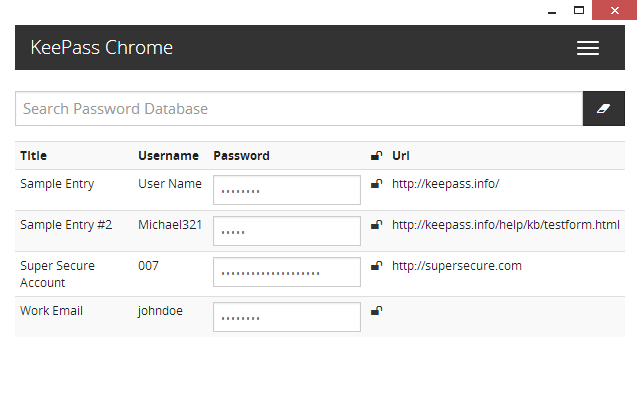 KeePass Chrome
Search Password Database
Title Username Password Url
Sample Entry User Name •••••••• http://keepass.info/
Sample Entry #2 Michael321 ••••• http://keepass.info/help/kb/testform.html
Super Secure Account 007 •••••••••••••••••••• http://supersecure.com
Work Email johndoe ••••••••